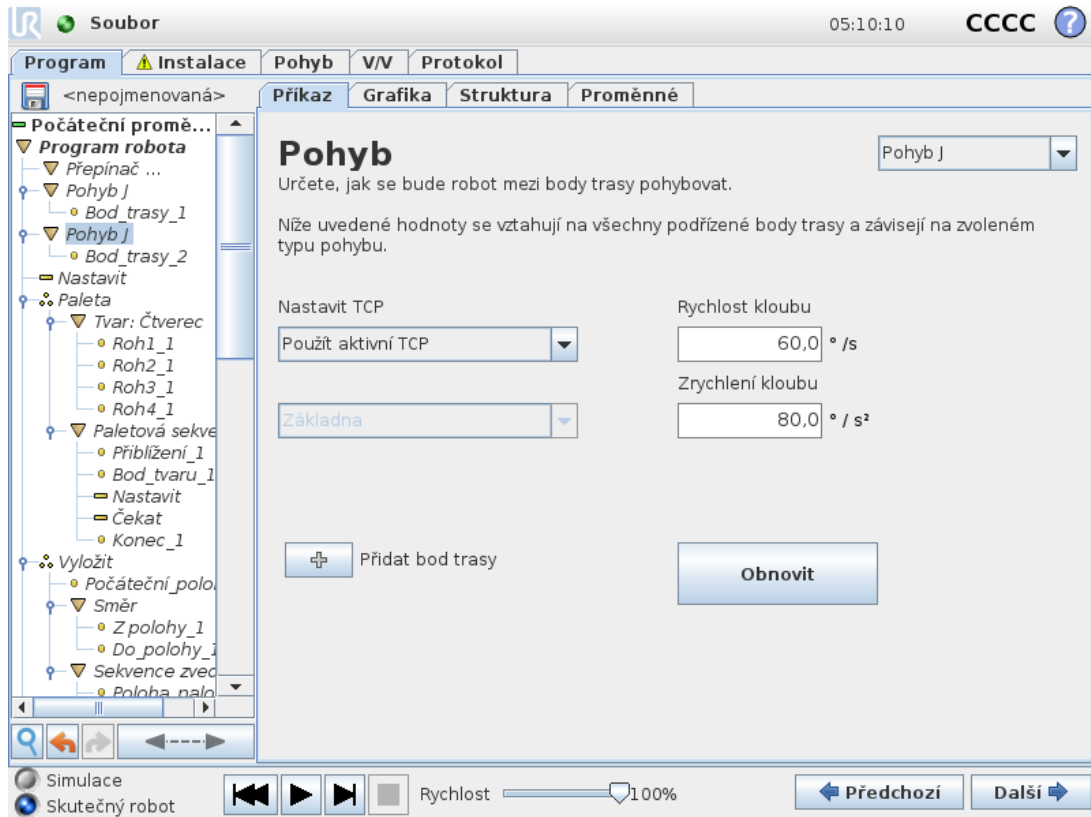 UR Soubor 05:10:10 CCCC ?
Program Instalace Pohyb V/V Protokol
<nepojmenovaná> Příkaz Grafika Struktura Proměnné
Počáteční promě...
Program robota
Přepínač ...
Pohyb J
Bod_trasy_1
Pohyb J
Bod_trasy_2
Nastavit
Paleta
Tvar: Čtverec
Roh1_1
Roh2_1
Roh3_1
Roh4_1
Paletová sekve
Přiblížení_1
Bod_tvaru_1
Nastavit
Čekat
Konec_1
Vyložit
Počáteční_polo
Směr
Z polohy_1
Do_polohy_1
Sekvence zved
Poloha nalo
Pohyb
Pohyb J
Určete, jak se bude robot mezi body trasy pohybovat.
Níže uvedené hodnoty se vztahují na všechny podřízené body trasy a závisejí na zvoleném
typu pohybu.
Nastavit TCP
Použít aktivní TCP
Základna
Rychlost kloubu
60,0 ° /s
Zrychlení kloubu
80,0 ° / s²
Přidat bod trasy
Obnovit
Simulace
Skutečný robot
Rychlost 100%
Předchozí
Další